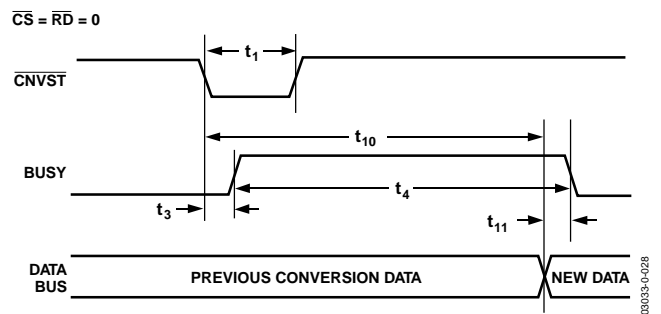 CS = RD = 0
t1
CNVST
t10
BUSY
t4
t3
t11
DATA
BUS
PREVIOUS CONVERSION DATA
NEW DATA
03033-0-028